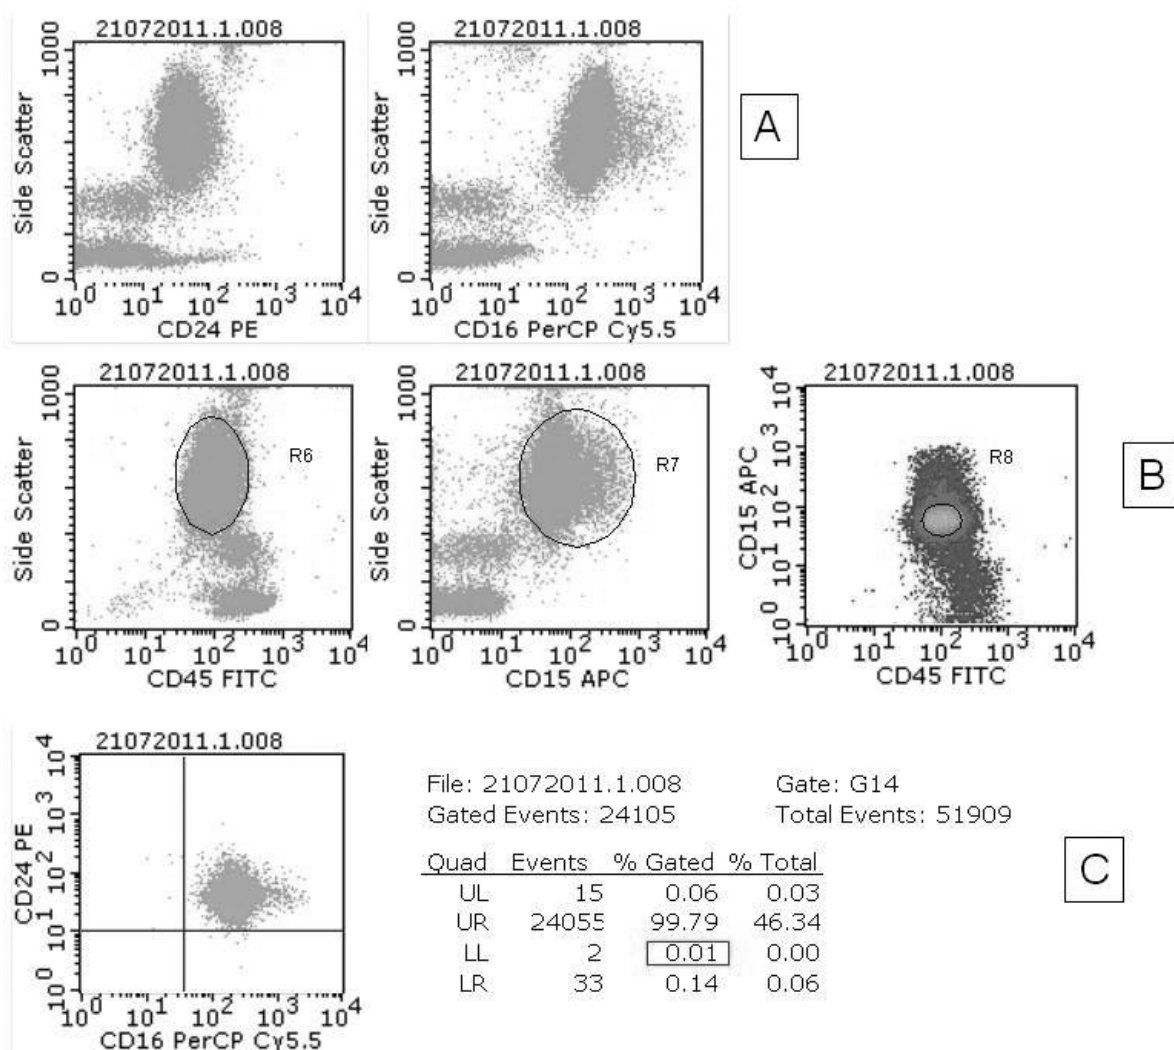 21072011.1.008
1000
Side Scatter
0
10^0 10^1 10^2 10^3 10^4
CD24 PE
21072011.1.008
1000
Side Scatter
0
10^0 10^1 10^2 10^3 10^4
CD16 PerCP Cy5.5
A
21072011.1.008
1000
Side Scatter
0
R6
10^0 10^1 10^2 10^3 10^4
CD45 FITC
21072011.1.008
1000
Side Scatter
0
R7
10^0 10^1 10^2 10^3 10^4
CD15 APC
21072011.1.008
10^0 10^1 10^2 10^3 10^4
CD15 APC
R8
10^0 10^1 10^2 10^3 10^4
CD45 FITC
B
21072011.1.008
10^0 10^1 10^2 10^3 10^4
CD24 PE
10^0 10^1 10^2 10^3 10^4
CD16 PerCP Cy5.5
File: 21072011.1.008 Gate: G14
Gated Events: 24105 Total Events: 51909
Quad Events % Gated % Total
UL 15 0.06 0.03
UR 24055 99.79 46.34
LL 2 0.01 0.00
LR 33 0.14 0.06
C